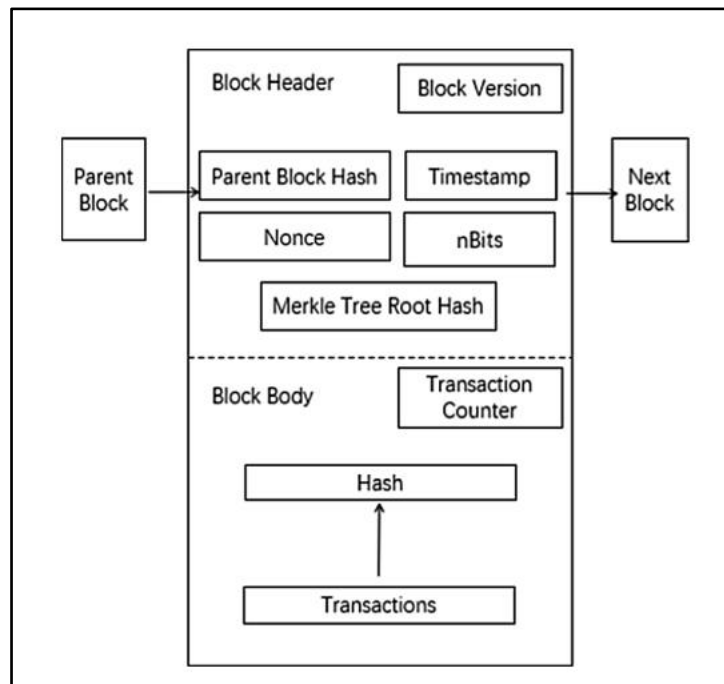 Block Header
Block Version
Parent
Block
Parent Block Hash
Timestamp
Next
Block
Nonce
nBits
Merkle Tree Root Hash
Block Body
Transaction
Counter
Hash
Transactions